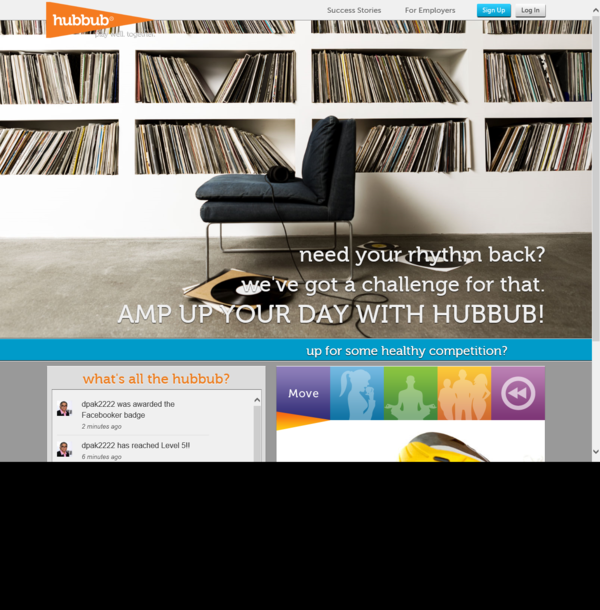 hubbub®
play well, together.
Success Stories
For Employers
Sign Up
Log In
need your rhythm back?
we've got a challenge for that.
AMP UP YOUR DAY WITH HUBBUB!
up for some healthy competition?
what's all the hubbub?
dpak2222 was awarded the
Facebooker badge
2 minutes ago
dpak2222 has reached Level 5!!
6 minutes ago
Move